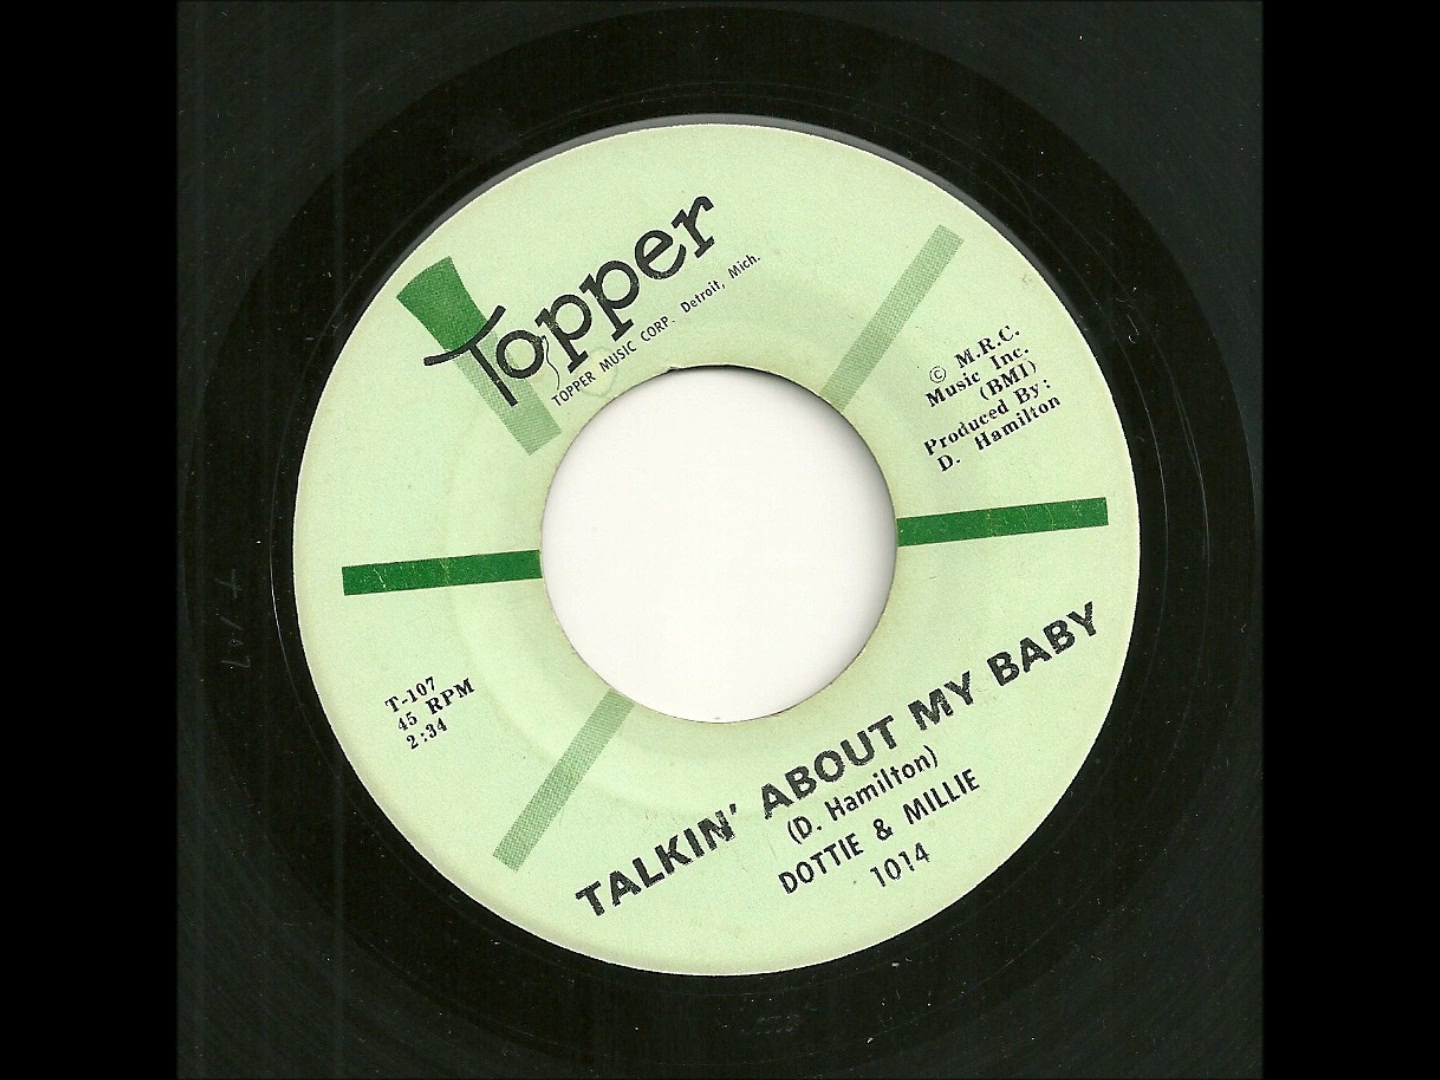 Topper
TOPPER MUSIC CORP. Detroit, Mich.
© M.R.C.
Music Inc.
(BMI)
Produced By:
D. Hamilton
T-107
45 RPM
2:34
TALKIN' ABOUT MY BABY
(D. Hamilton)
DOTTIE & MILLIE
1014